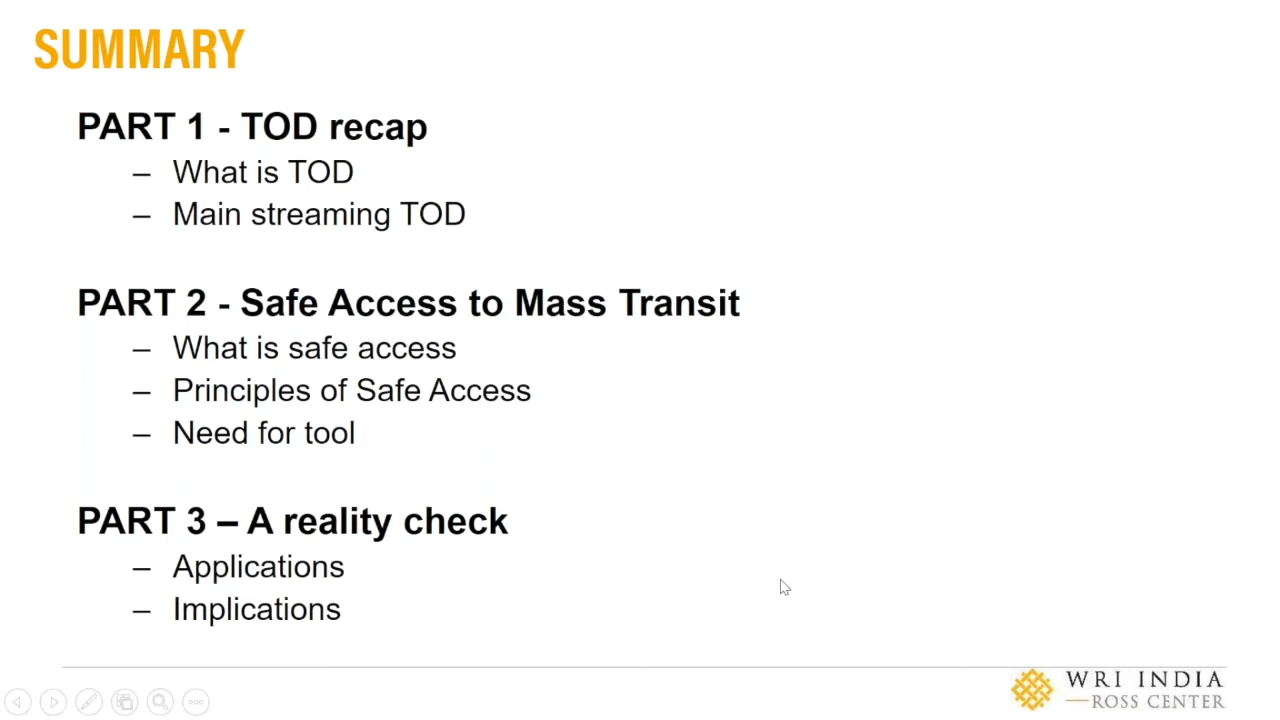 SUMMARY
PART 1 - TOD recap
– What is TOD
– Main streaming TOD
PART 2 - Safe Access to Mass Transit
– What is safe access
– Principles of Safe Access
– Need for tool
PART 3 – A reality check
– Applications
– Implications
WRI INDIA
ROSS CENTER